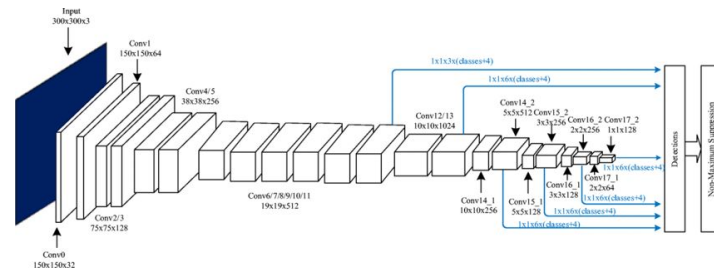 Input
300x300x3
Conv1
150x150x64
Conv4/5
38x38x256
1x1x3x(classes+4)
1x1x6x(classes+4)
Conv12/13
10x10x1024
Conv14_2
5x5x512
Conv15_2
3x3x256
Conv16_2
2x2x256
Conv17_2
1x1x128
Conv0
150x150x32
Conv2/3
75x75x128
Conv6/7/8/9/10/11
19x19x512
Conv14_1
10x10x256
Conv15_1
5x5x128
Conv16_1
3x3x128
Conv17_1
2x2x64
1x1x6x(classes+4)
1x1x6x(classes+4)
1x1x6x(classes+4)
1x1x6x(classes+4)
Detections
Non-Maximum Suppression